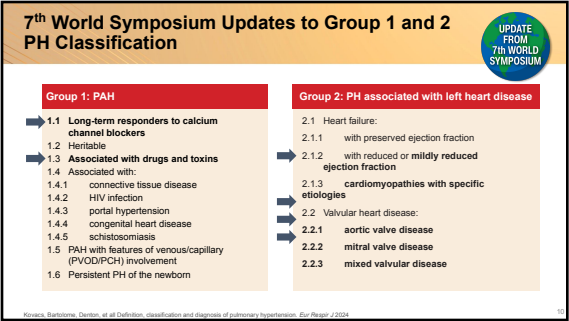 7th World Symposium Updates to Group 1 and 2
PH Classification
UPDATE
FROM
7th WORLD
SYMPOSIUM
Group 1: PAH
1.1 Long-term responders to calcium
channel blockers
1.2 Heritable
1.3 Associated with drugs and toxins
1.4 Associated with:
1.4.1 connective tissue disease
1.4.2 HIV infection
1.4.3 portal hypertension
1.4.4 congenital heart disease
1.4.5 schistosomiasis
1.5 PAH with features of venous/capillary
(PVOD/PCH) involvement
1.6 Persistent PH of the newborn
Group 2: PH associated with left heart disease
2.1 Heart failure:
2.1.1 with preserved ejection fraction
2.1.2 with reduced or mildly reduced
ejection fraction
2.1.3 cardiomyopathies with specific
etiologies
2.2 Valvular heart disease:
2.2.1 aortic valve disease
2.2.2 mitral valve disease
2.2.3 mixed valvular disease
Kovacs, Bartolome, Denton, et all Definition, classification and diagnosis of pulmonary hypertension. Eur Respir J 2024
10